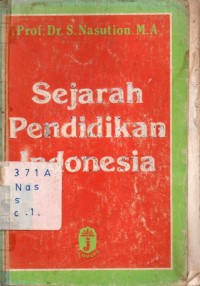 Prof. Dr. S. Nasution M.A.
Sejarah
Pendidikan
Indonesia
371A
Nas
s
c.1.